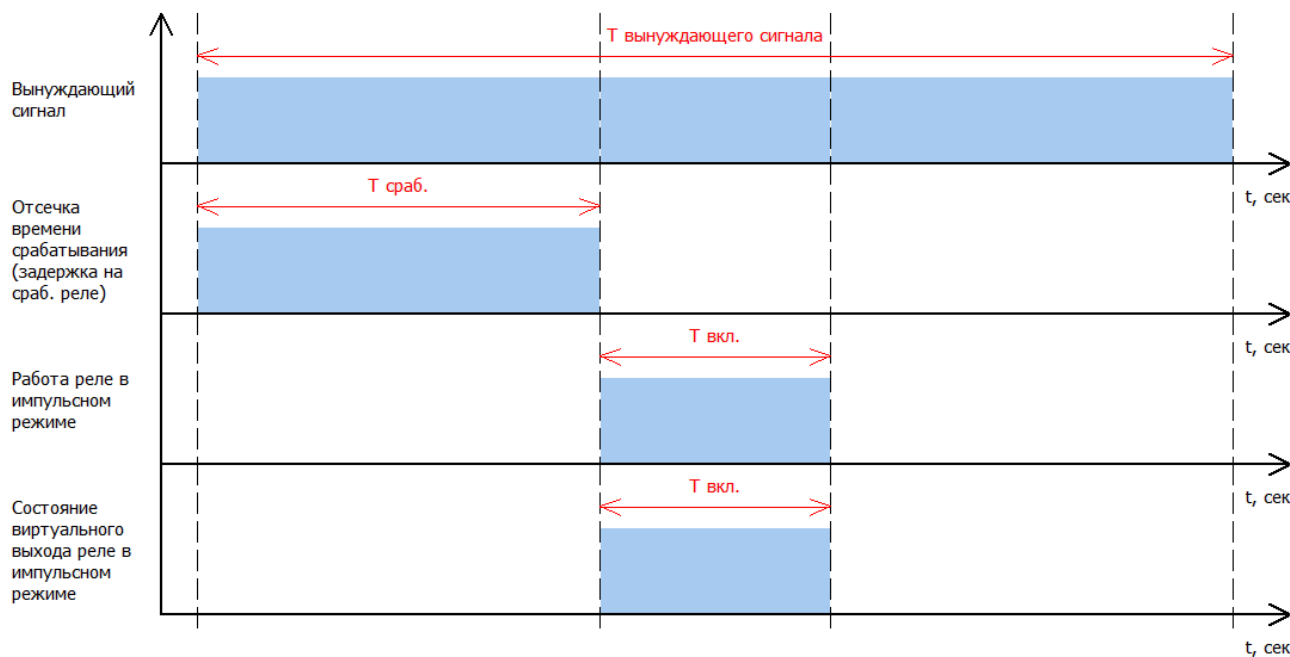 Т вынуждающего сигнала
Вынуждающий
сигнал
t, сек
Т сраб.
Отсечка
времени
срабатывания
(задержка на
сраб. реле)
t, сек
Т вкл.
Работа реле в
импульсном
режиме
t, сек
Т вкл.
Состояние
виртуального
выхода реле в
импульсном
режиме
t, сек